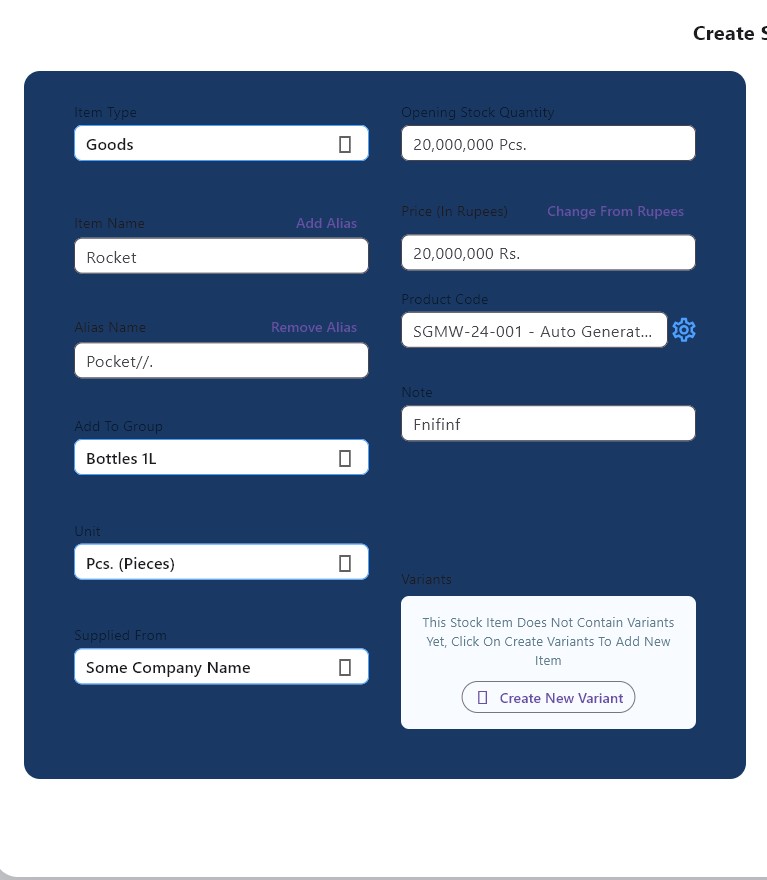 Create
Item Type
Goods
Item Name
Add Alias
Rocket
Alias Name
Remove Alias
Pocket//.
Add To Group
Bottles 1L
Unit
Pcs. (Pieces)
Supplied From
Some Company Name
Opening Stock Quantity
20,000,000 Pcs.
Price (In Rupees)
Change From Rupees
20,000,000 Rs.
Product Code
SGMW-24-001 - Auto Generat...
Note
Fnifinf
Variants
This Stock Item Does Not Contain Variants
Yet, Click On Create Variants To Add New
Item
Create New Variant